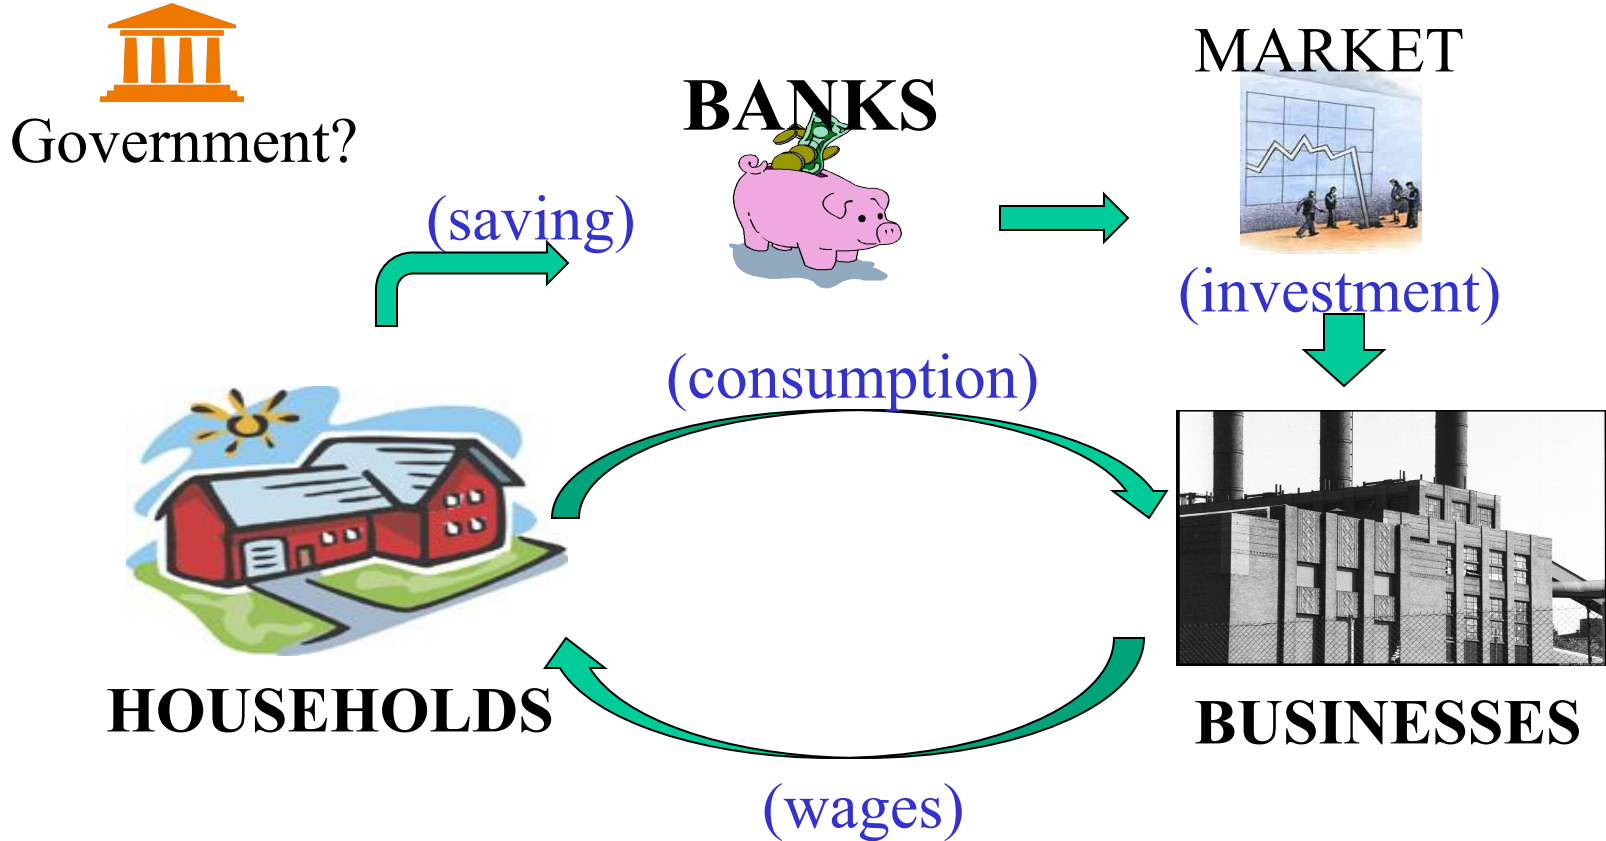 MARKET
BANKS
Government?
(saving)
(investment)
(consumption)
HOUSEHOLDS
BUSINESSES
(wages)